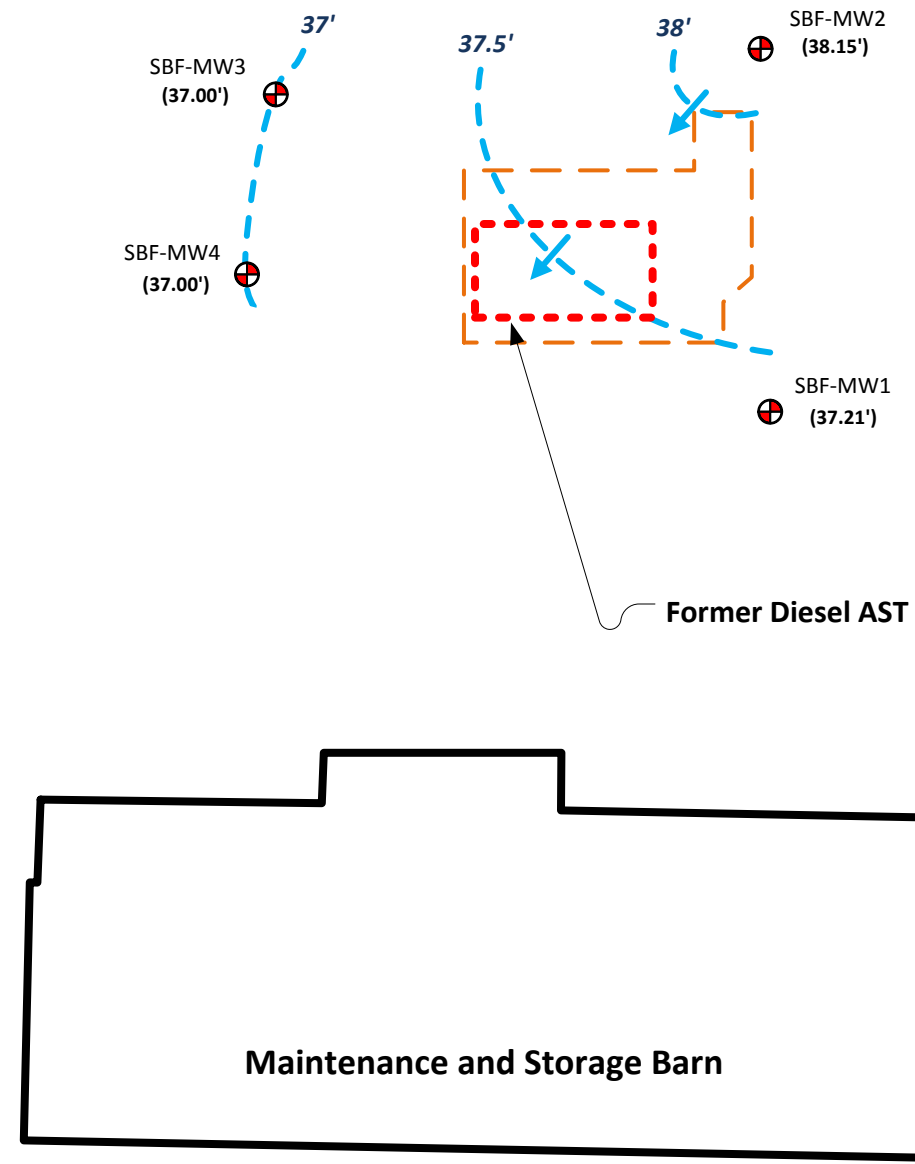 37'
37.5'
38'
SBF-MW2
(38.15')
SBF-MW3
(37.00')
SBF-MW4
(37.00')
SBF-MW1
(37.21')
Former Diesel AST
Maintenance and Storage Barn